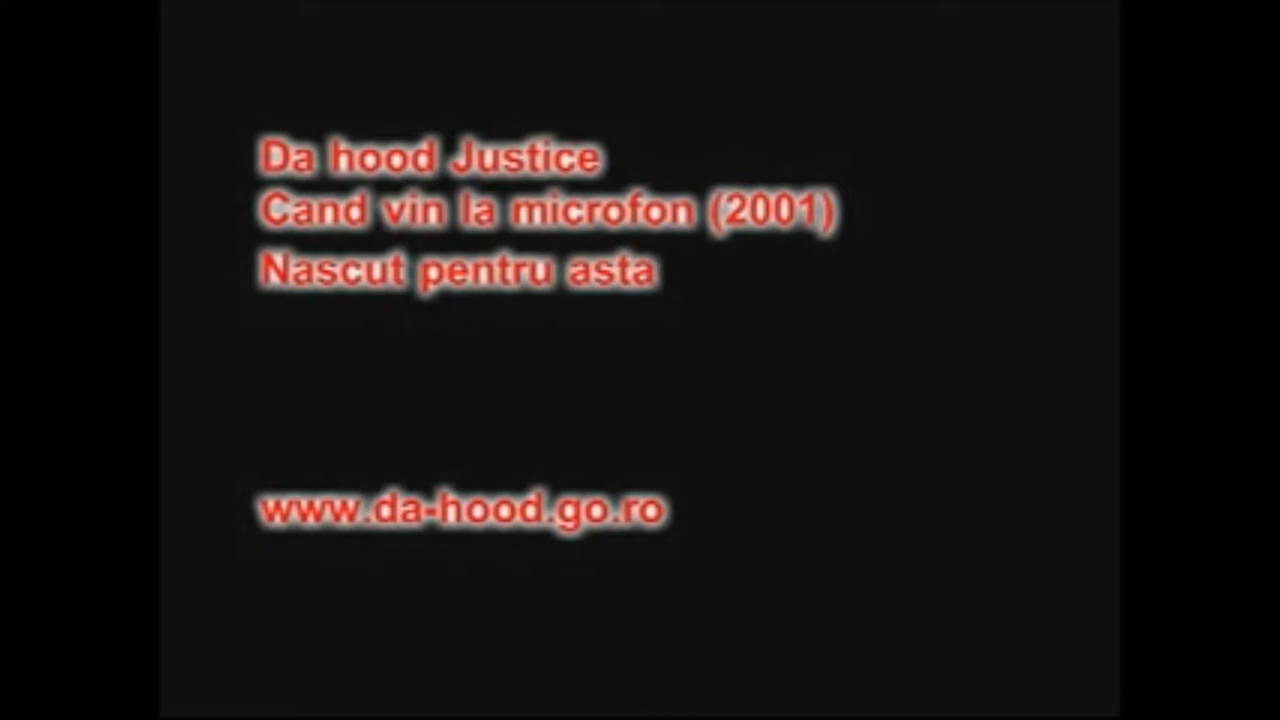 Da hood Justice
Cand vin la microfon (2001)
Nascut pentru asta
www.da-hood.go.ro